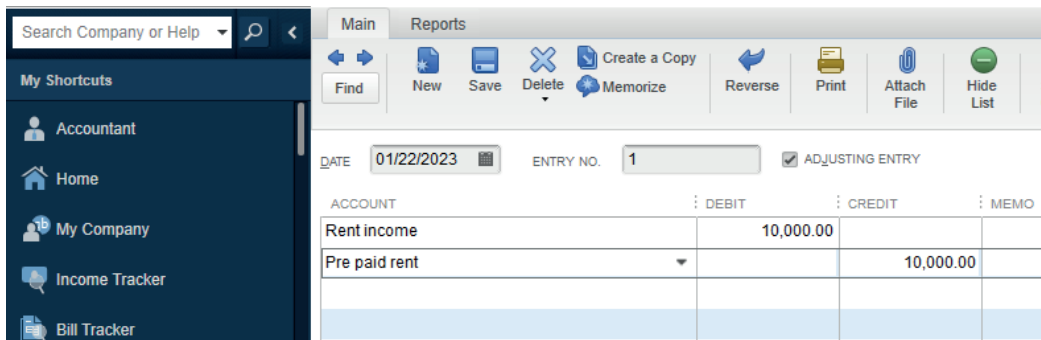 Search Company or Help
My Shortcuts
Accountant
Home
My Company
Income Tracker
Bill Tracker
Main Reports
Find
New
Save
Delete
Create a Copy
Memorize
Reverse
Print
Attach
File
Hide
List
DATE 01/22/2023 ENTRY NO. 1 ADJUSTING ENTRY
ACCOUNT DEBIT CREDIT MEMO
Rent income 10,000.00
Pre paid rent 10,000.00